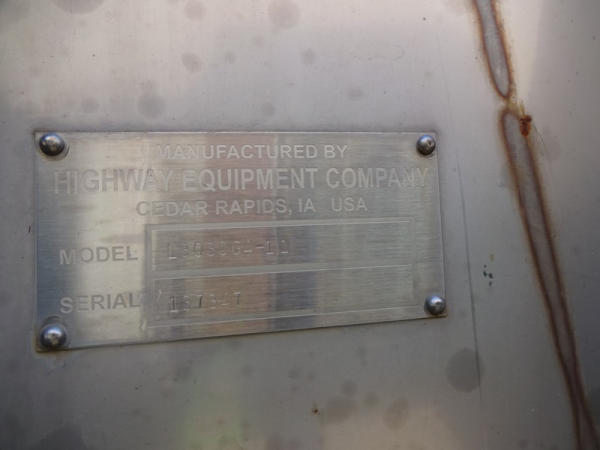 MANUFACTURED BY
HIGHWAY EQUIPMENT COMPANY
CEDAR RAPIDS, IA USA
MODEL
SERIAL